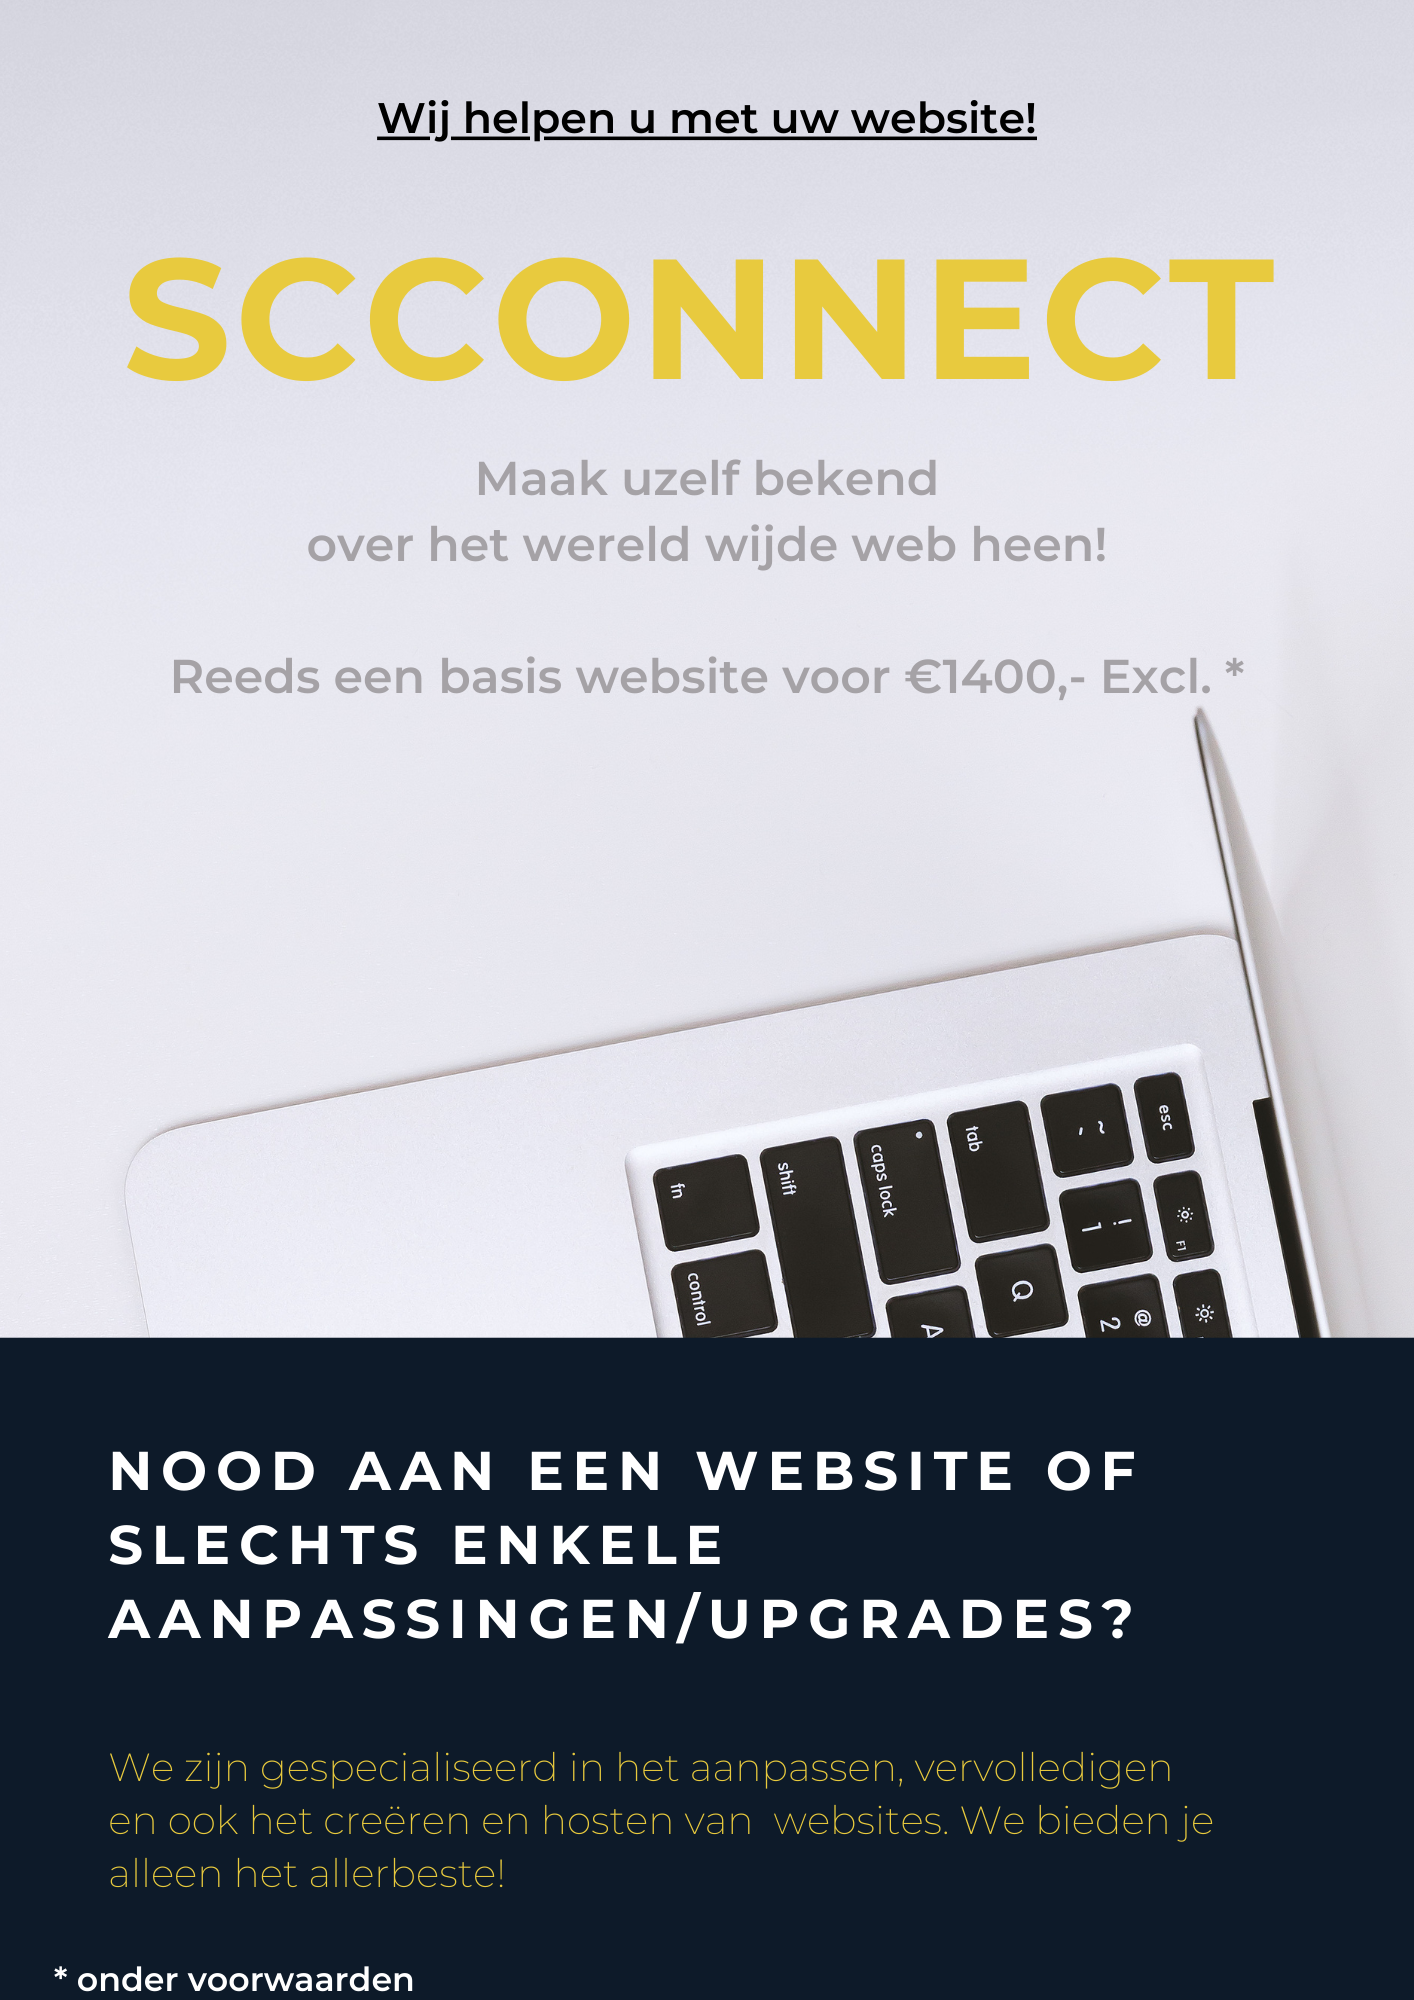 Wij helpen u met uw website!
SCCONNECT
Maak uzelf bekend
over het wereld wijde web heen!
Reeds een basis website voor €1400,- Excl. *
esc
~ `
tab
caps lock
shift
fn
F1
! 1
Q
control
@ 2
A
NOOD AAN EEN WEBSITE OF
SLECHTS ENKELE
AANPASSINGEN/UPGRADES?
We zijn gespecialiseerd in het aanpassen, vervolledigen
en ook het creëren en hosten van  websites. We bieden je
alleen het allerbeste!
* onder voorwaarden